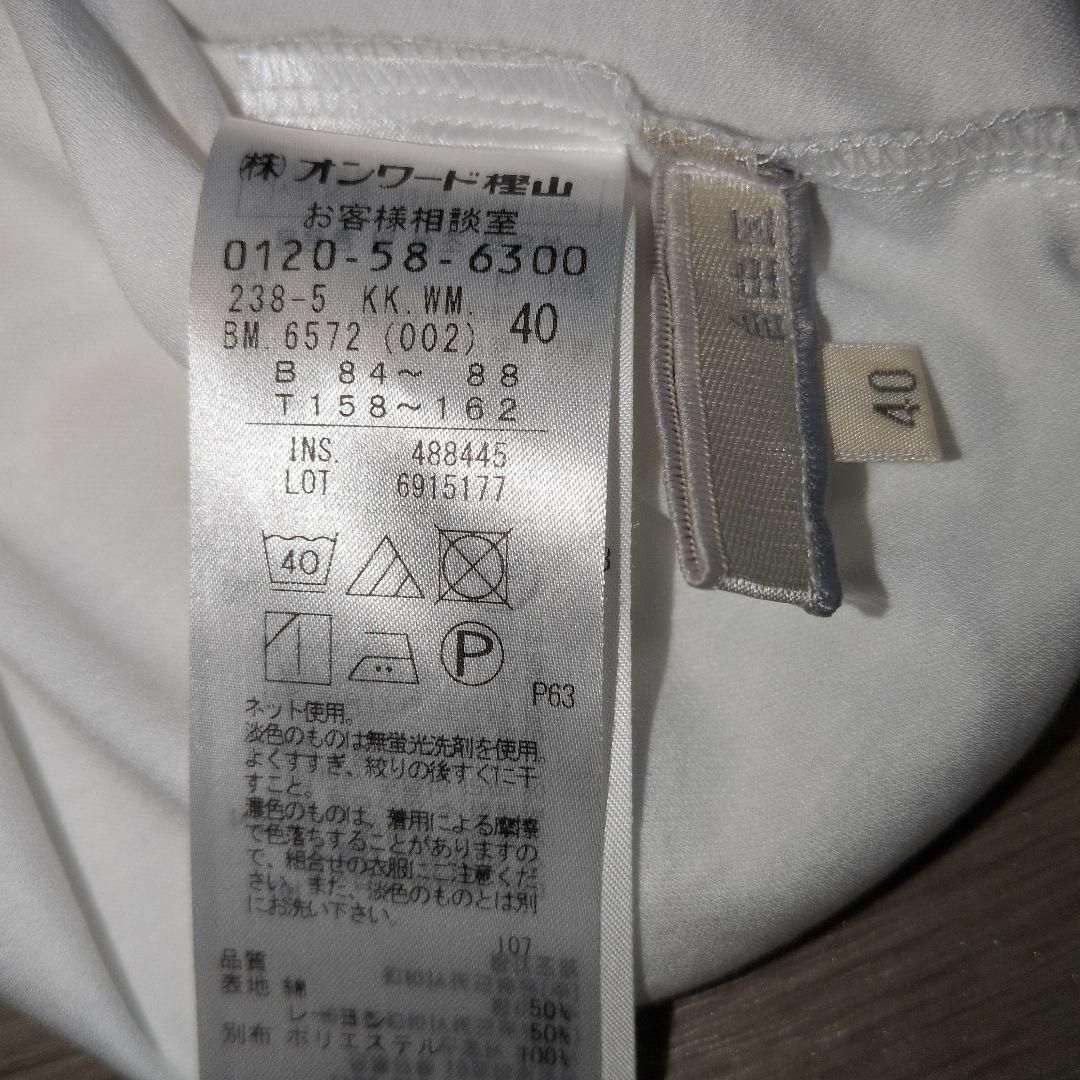 ㈱ オンワード樫山
お客様相談室
0120-58-6300
238-5 KK.WM.
BM.6572 (002) 40
B 84～ 88
T158～162
INS. 488445
LOT 6915177
40
P
P63
ネット使用。
淡色のものは無蛍光洗剤を使用。
よくすすぎ、絞りの後すぐに干
すこと。
濃色のものは、着用による摩擦
で色落ちすることがありますの
で、組合せの衣服にご注意くだ
さい。また、淡色のものとは別
にお洗い下さい。
J07
品質
表地 綿 50%
レーヨン 50%
別布 ポリエステル 100%
自由区
40